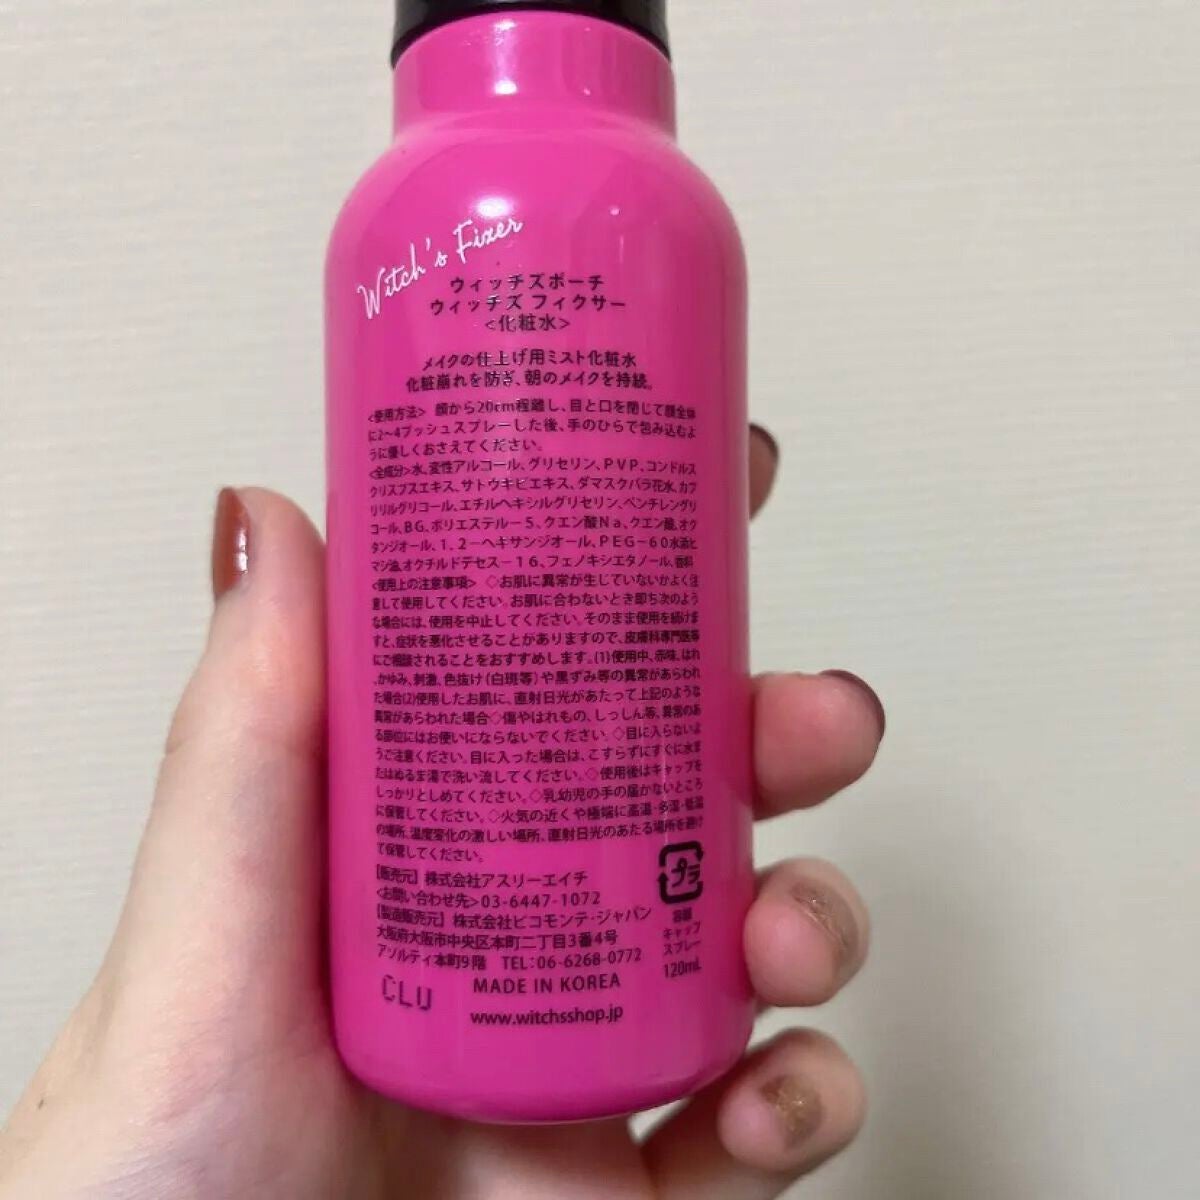 Witch's Fixer
ウィッチズポーチ
ウィッチズ フィクサー
<化粧水>
メイクの仕上げ用ミスト化粧水
化粧崩れを防ぎ、朝のメイクを持続。
<使用方法> 顔から20cm程離し、目と口を閉じて顔全体
に2~4プッシュスプレーした後、手のひらで包み込むよ
うに優しくおさえてください。
<全成分>水、変性アルコール、グリセリン、PVP、コンドルス
クリスプスエキス、サトウキビエキス、ダマスクバラ花水、カプ
リリルグリコール、エチルヘキシルグリセリン、ペンチレングリ
コール、BG、ポリエステル-5、クエン酸Na、クエン酸、オク
タンジオール、1，2-ヘキサンジオール、PEG-60水添ヒ
マシ油、オクチルドデセス-16、フェノキシエタノール、香料
<使用上の注意事項> ◇お肌に異常が生じていないかよく注
意して使用してください。お肌に合わないとき即ち次のよう
な場合には、使用を中止してください。そのまま使用を続けま
すと、症状を悪化させることがありますので、皮膚科専門医等
にご相談されることをおすすめします。(1)使用中、赤味、はれ
、かゆみ、刺激、色抜け(白斑等)や黒ずみ等の異常があらわれ
た場合(2)使用したお肌に、直射日光があたって上記のような
異常があらわれた場合◇傷やはれもの、しっしん等、異常のあ
る部位にはお使いにならないでください。◇目に入らないよ
うご注意ください。目に入った場合は、こすらずにすぐに水ま
たはぬるま湯で洗い流してください。◇使用後はキャップを
しっかりとしめてください。◇乳幼児の手の届かないところ
に保管してください。◇火気の近くや極端に高温・多湿・低温
の場所、温度変化の激しい場所、直射日光のあたる場所を避け
て保管してください。
【販売元】 株式会社アスリーエイチ
<お問い合わせ先>03-6447-1072
【製造販売元】 株式会社ピコモンテ・ジャパン
大阪府大阪市中央区本町二丁目3番4号
アソルティ本町9階 TEL:06-6268-0772
プラ
容器
キャップ
スプレー
120mL
CLU
MADE IN KOREA
www.witchsshop.jp